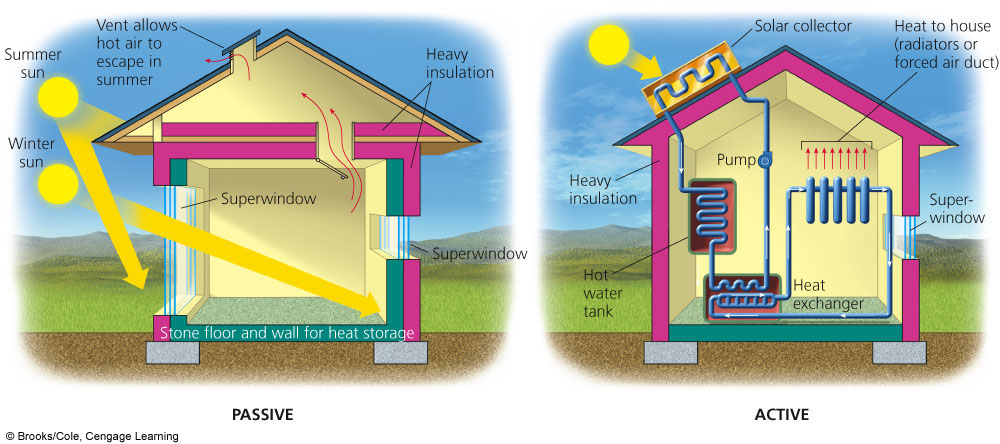 Vent allows
hot air to
escape in
summer
Summer
sun
Heavy
insulation
Winter
sun
Superwindow
Superwindow
Stone floor and wall for heat storage
PASSIVE
Solar collector
Heat to house
(radiators or
forced air duct)
Pump
Heavy
insulation
Super-
window
Hot
water
tank
Heat
exchanger
ACTIVE
© Brooks/Cole, Cengage Learning